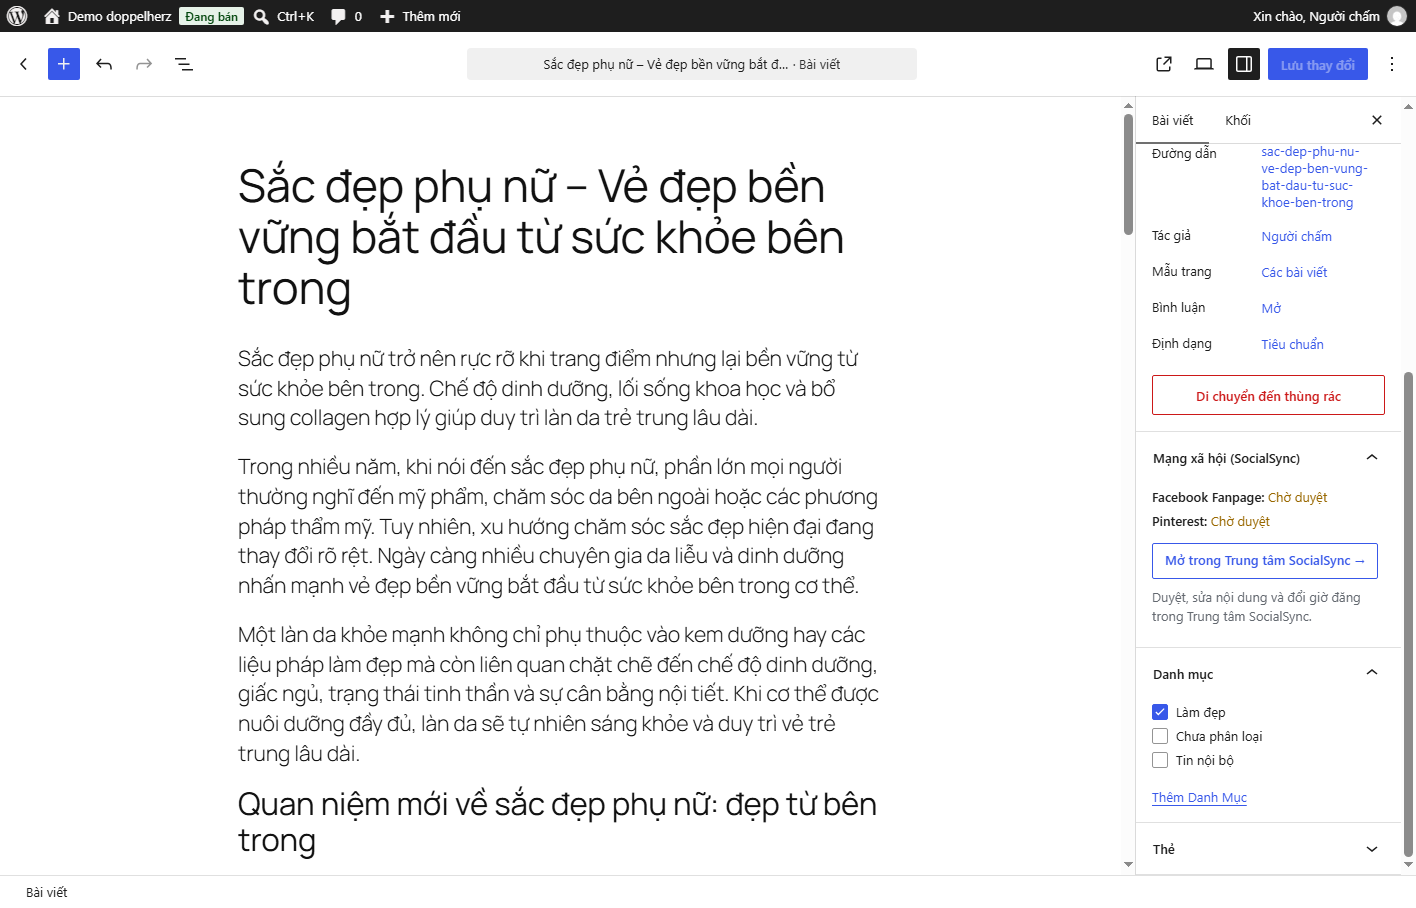 Demo doppelherz Đang bán Ctrl+K 0 Thêm mới Xin chào, Người chấm
Sắc đẹp phụ nữ – Vẻ đẹp bền vững bắt đ... · Bài viết
Lưu thay đổi
Sắc đẹp phụ nữ – Vẻ đẹp bền
vững bắt đầu từ sức khỏe bên
trong
Sắc đẹp phụ nữ trở nên rực rỡ khi trang điểm nhưng lại bền vững từ
sức khỏe bên trong. Chế độ dinh dưỡng, lối sống khoa học và bổ
sung collagen hợp lý giúp duy trì làn da trẻ trung lâu dài.
Trong nhiều năm, khi nói đến sắc đẹp phụ nữ, phần lớn mọi người
thường nghĩ đến mỹ phẩm, chăm sóc da bên ngoài hoặc các phương
pháp thẩm mỹ. Tuy nhiên, xu hướng chăm sóc sắc đẹp hiện đại đang
thay đổi rõ rệt. Ngày càng nhiều chuyên gia da liễu và dinh dưỡng
nhấn mạnh vẻ đẹp bền vững bắt đầu từ sức khỏe bên trong cơ thể.
Một làn da khỏe mạnh không chỉ phụ thuộc vào kem dưỡng hay các
liệu pháp làm đẹp mà còn liên quan chặt chẽ đến chế độ dinh dưỡng,
giấc ngủ, trạng thái tinh thần và sự cân bằng nội tiết. Khi cơ thể được
nuôi dưỡng đầy đủ, làn da sẽ tự nhiên sáng khỏe và duy trì vẻ trẻ
trung lâu dài.
Quan niệm mới về sắc đẹp phụ nữ: đẹp từ bên
trong
Bài viết Khối
Đường dẫn sac-dep-phu-nu-
ve-dep-ben-vung-
bat-dau-tu-suc-
khoe-ben-trong
Tác giả Người chấm
Mẫu trang Các bài viết
Bình luận Mở
Định dạng Tiêu chuẩn
Di chuyển đến thùng rác
Mạng xã hội (SocialSync)
Facebook Fanpage: Chờ duyệt
Pinterest: Chờ duyệt
Mở trong Trung tâm SocialSync →
Duyệt, sửa nội dung và đổi giờ đăng
trong Trung tâm SocialSync.
Danh mục
Làm đẹp
Chưa phân loại
Tin nội bộ
Thêm Danh Mục
Thẻ
Bài viết